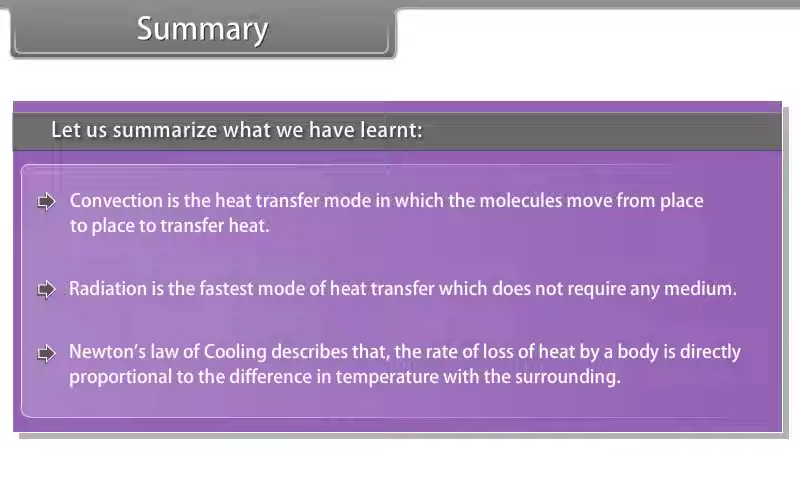 Summary
Let us summarize what we have learnt:
Convection is the heat transfer mode in which the molecules move from place
to place to transfer heat.
Radiation is the fastest mode of heat transfer which does not require any medium.
Newton’s law of Cooling describes that, the rate of loss of heat by a body is directly
proportional to the difference in temperature with the surrounding.